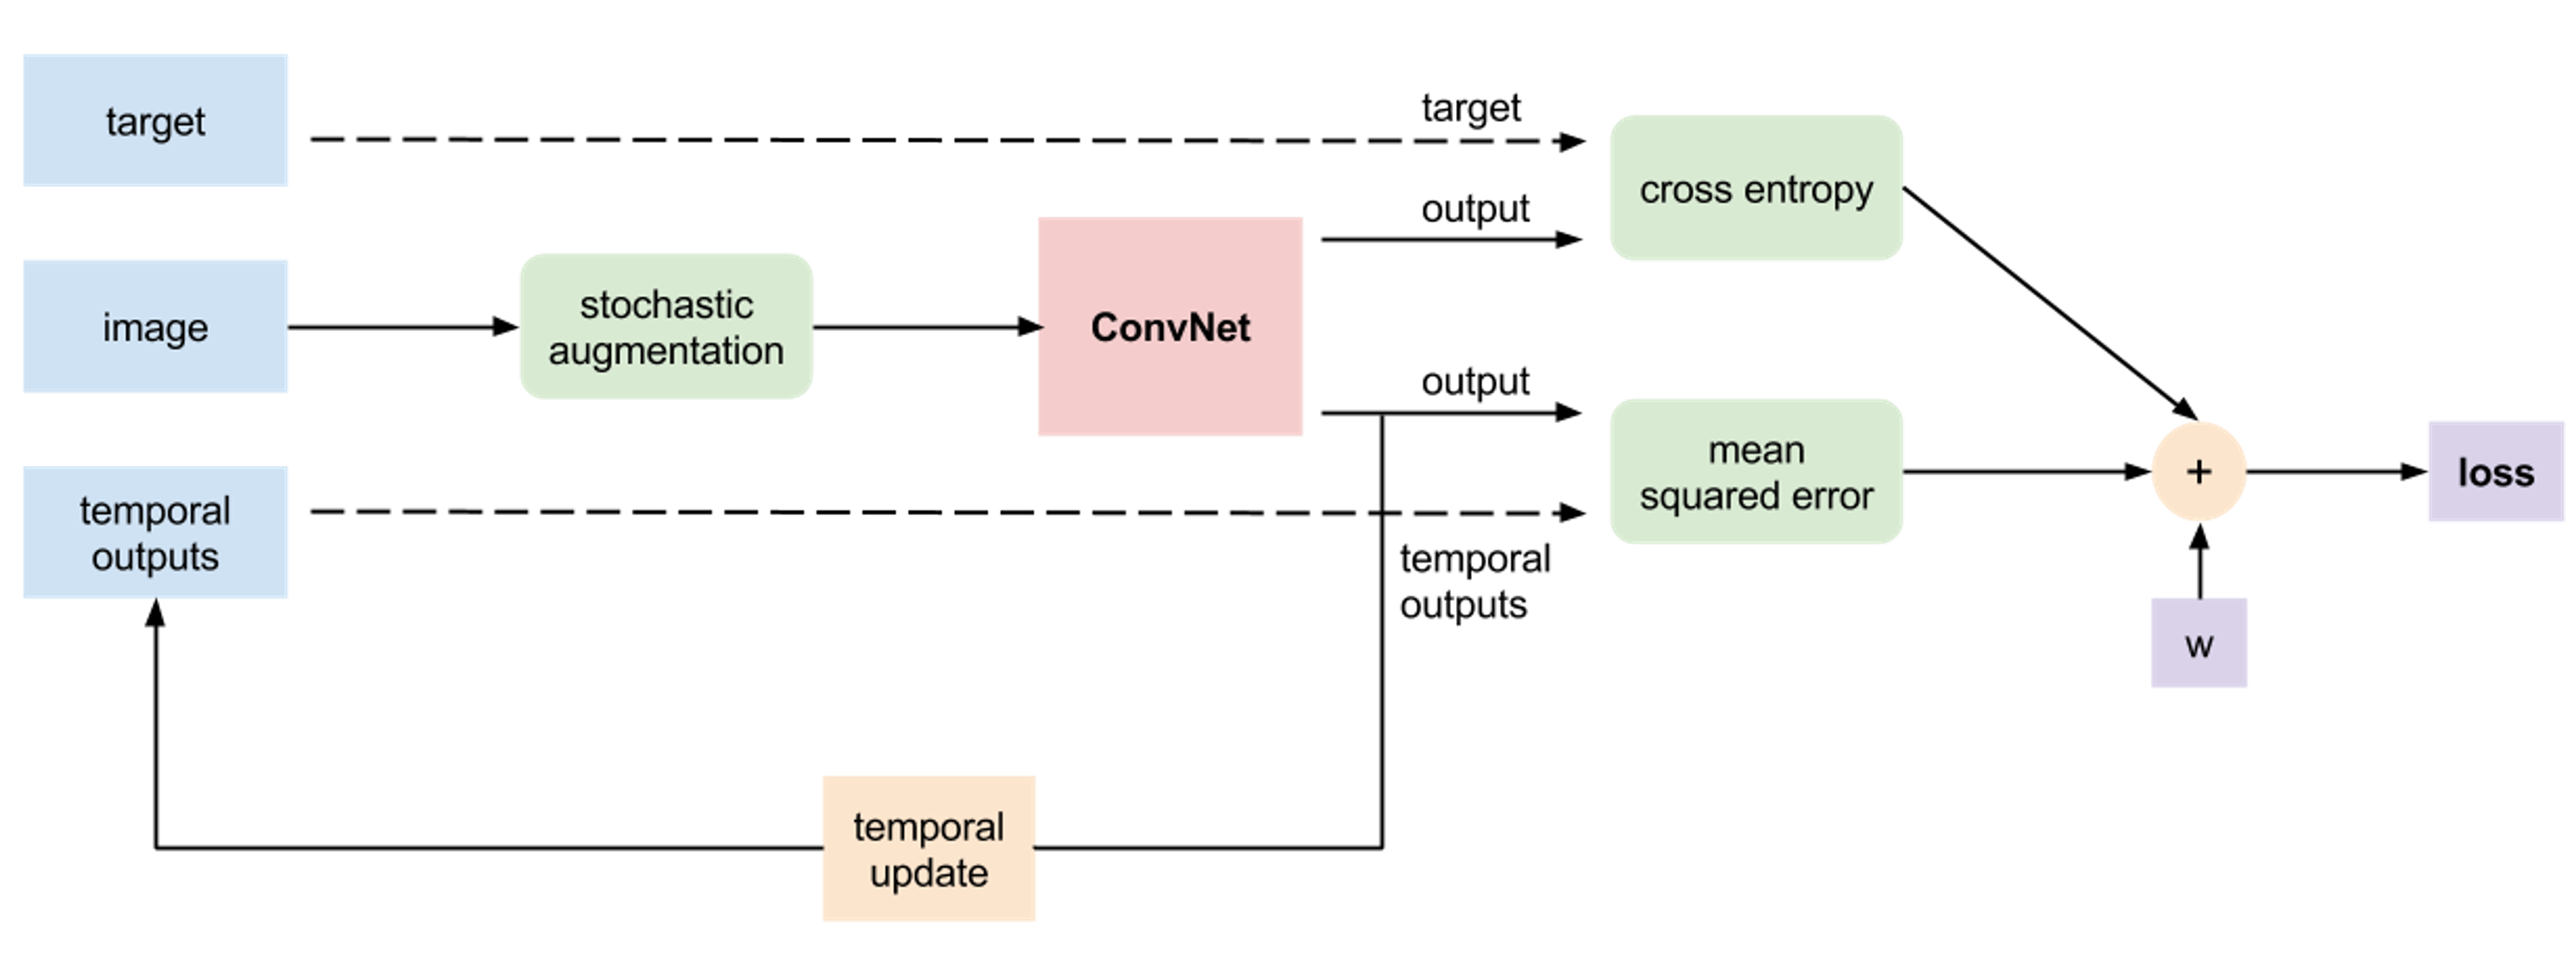 target
target
output
cross entropy
image
stochastic
augmentation
ConvNet
output
mean
squared error
temporal
outputs
temporal
outputs
+
loss
w
temporal
update